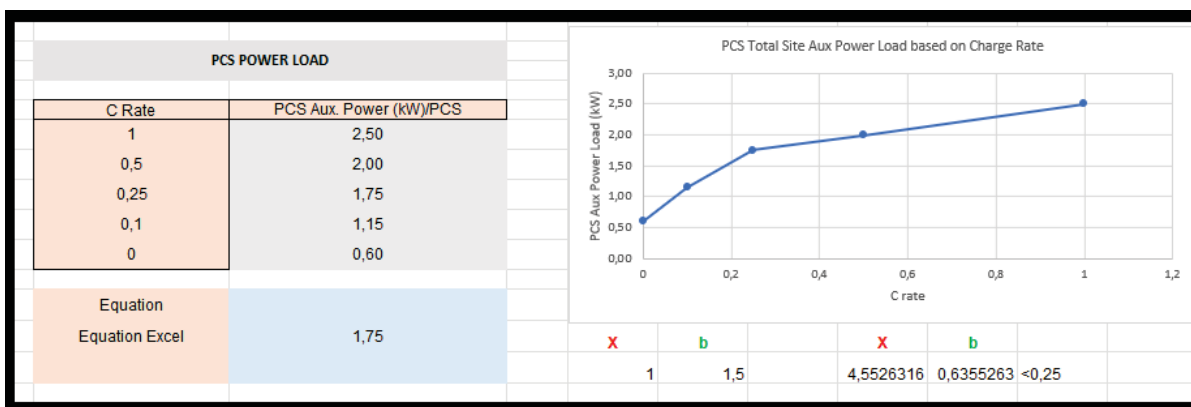 PCS POWER LOAD
C Rate PCS Aux. Power (kW)/PCS
1 2,50
0,5 2,00
0,25 1,75
0,1 1,15
0 0,60
Equation
Equation Excel 1,75
PCS Total Site Aux Power Load based on Charge Rate
PCS Aux Power Load (kW)
3,00
2,50
2,00
1,50
1,00
0,50
0,00
0 0,2 0,4 0,6 0,8 1 1,2
C rate
X b X b
1 1,5 4,5526316 0,6355263 <0,25